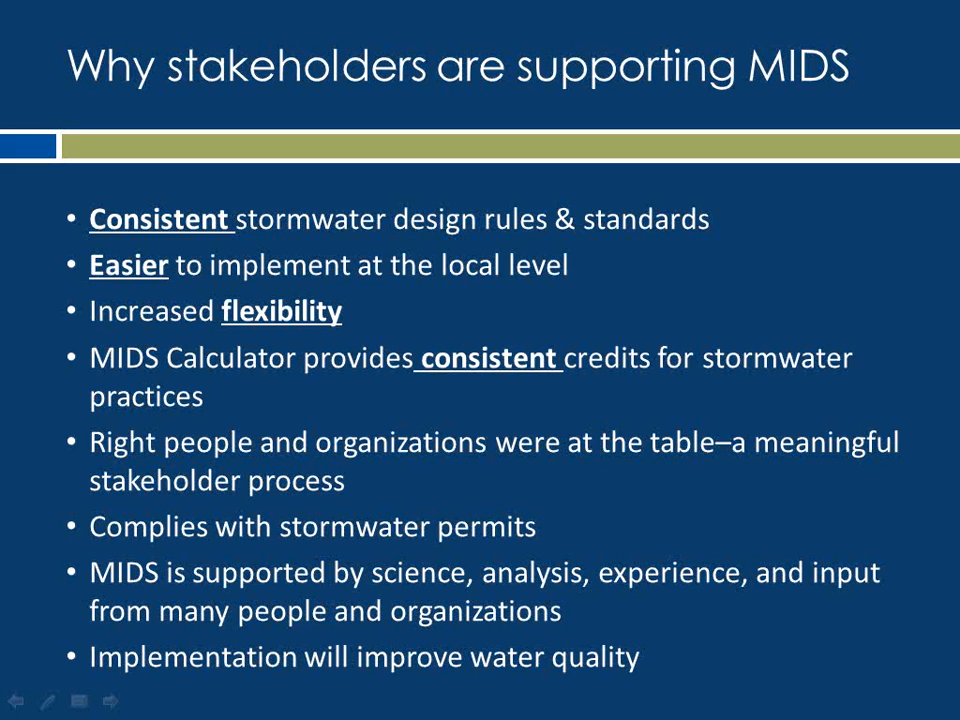 Why stakeholders are supporting MIDS
• Consistent stormwater design rules & standards
• Easier to implement at the local level
• Increased flexibility
• MIDS Calculator provides consistent credits for stormwater
practices
• Right people and organizations were at the table–a meaningful
stakeholder process
• Complies with stormwater permits
• MIDS is supported by science, analysis, experience, and input
from many people and organizations
• Implementation will improve water quality